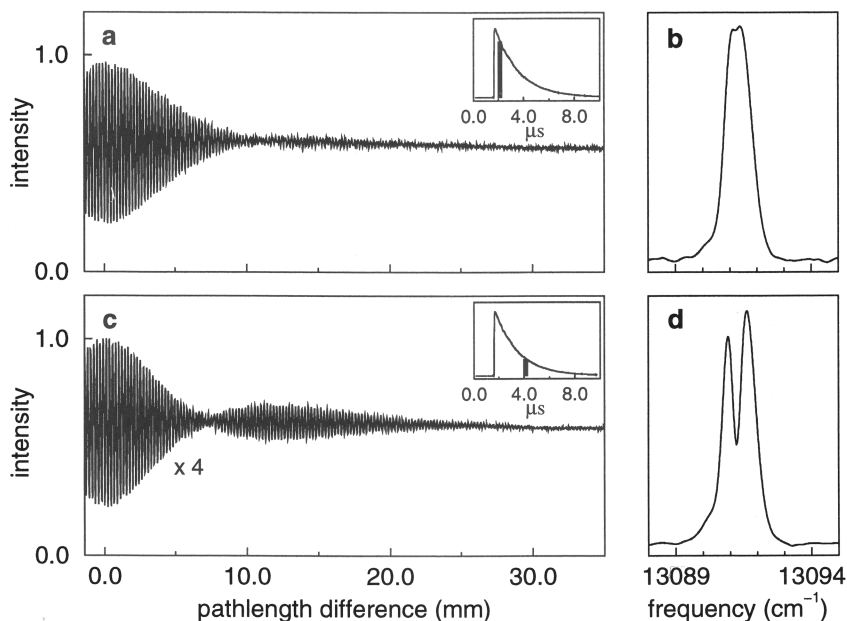 a
1.0
intensity
0.0
0.0 4.0 8.0
μs
b
c
1.0
intensity
0.0
x 4
0.0 4.0 8.0
μs
d
0.0 10.0 20.0 30.0
pathlength difference (mm)
13089 13094
frequency (cm⁻¹)